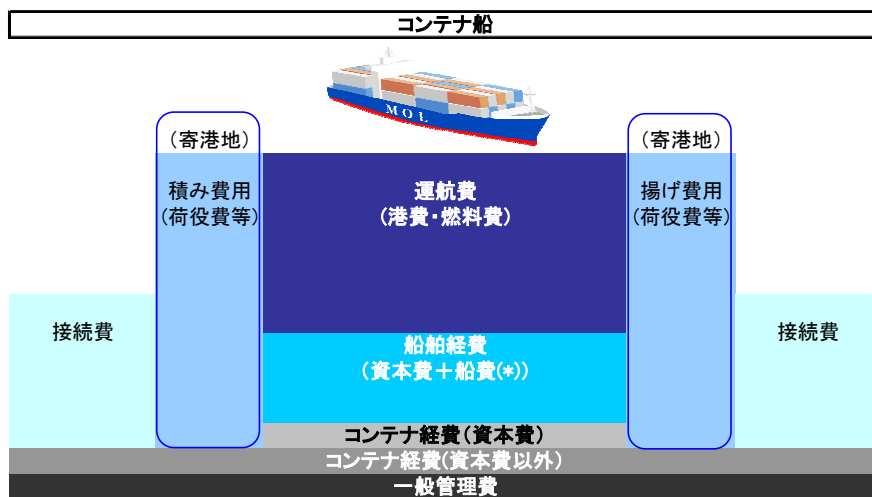 コンテナ船
MOL
(寄港地)
積み費用
(荷役費等)
運航費
(港費・燃料費)
(寄港地)
揚げ費用
(荷役費等)
接続費
船舶経費
(資本費＋船費(*))
接続費
コンテナ経費(資本費)
コンテナ経費(資本費以外)
一般管理費